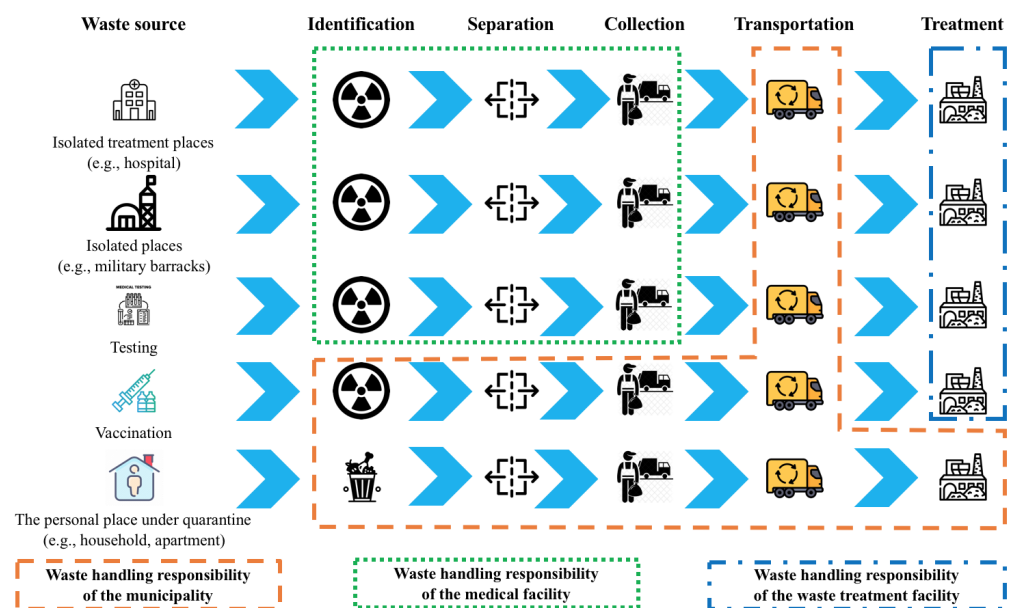 Waste source
Identification
Separation
Collection
Transportation
Treatment
Isolated treatment places
(e.g., hospital)
Isolated places
(e.g., military barracks)
MEDICAL TESTING
Testing
Vaccination
The personal place under quarantine
(e.g., household, apartment)
Waste handling responsibility
of the municipality
Waste handling responsibility
of the medical facility
Waste handling responsibility
of the waste treatment facility